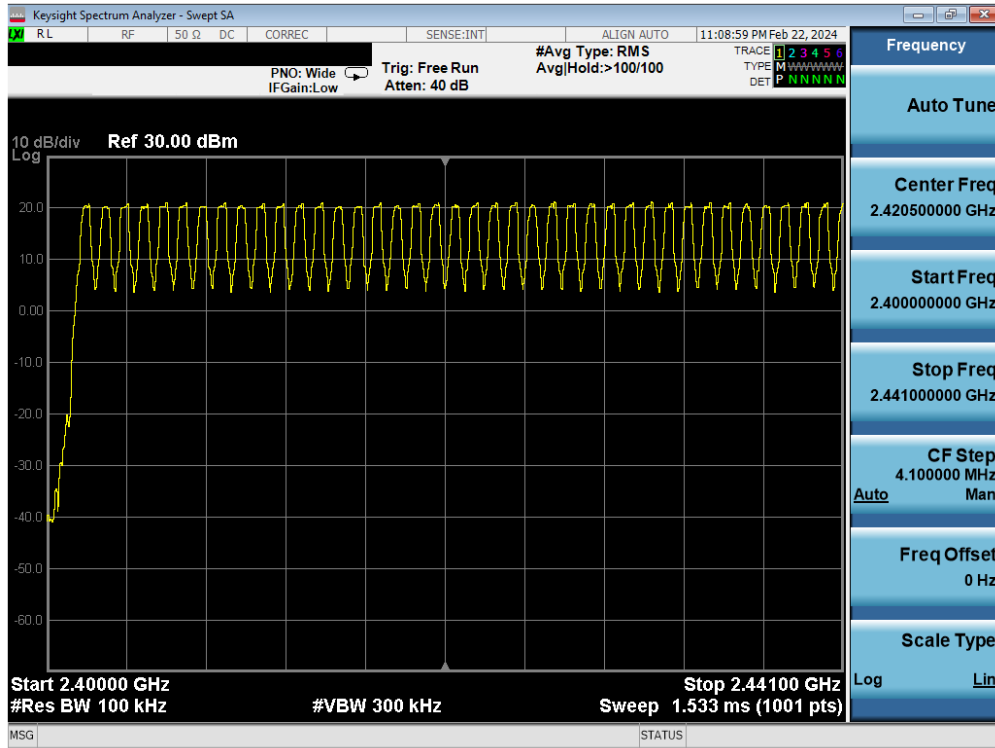 Keysight Spectrum Analyzer - Swept SA
LXI RL RF 50 Ω DC CORREC SENSE:INT ALIGN AUTO 11:08:59 PM Feb 22, 2024
PNO: Wide Trig: Free Run #Avg Type: RMS TRACE 1 2 3 4 5 6
IFGain:Low Atten: 40 dB Avg|Hold:>100/100 TYPE M WWWWW
DET P N N N N N
10 dB/div Ref 30.00 dBm
Log
20.0
10.0
0.00
-10.0
-20.0
-30.0
-40.0
-50.0
-60.0
Start 2.40000 GHz Stop 2.44100 GHz
#Res BW 100 kHz #VBW 300 kHz Sweep 1.533 ms (1001 pts)
MSG STATUS
Frequency
Auto Tune
Center Freq
2.420500000 GHz
Start Freq
2.400000000 GHz
Stop Freq
2.441000000 GHz
CF Step
4.100000 MHz
Auto Man
Freq Offset
0 Hz
Scale Type
Log Lin